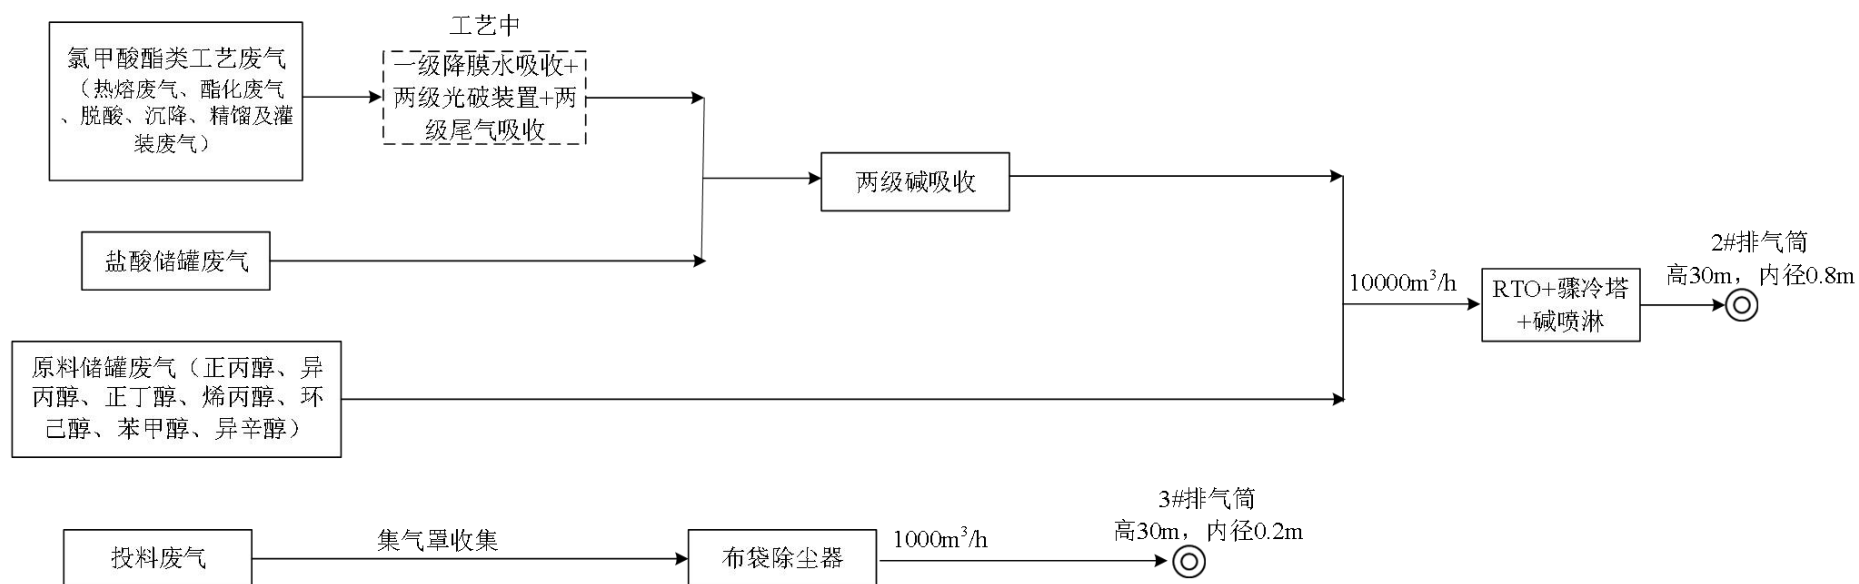 氯甲酸酯类工艺废气
（热熔废气、酯化废气
、脱酸、沉降、精馏及灌
装废气）
工艺中
一级降膜水吸收+
两级光破装置+两
级尾气吸收
盐酸储罐废气
两级碱吸收
原料储罐废气（正丙醇、异
丙醇、正丁醇、烯丙醇、环
己醇、苯甲醇、异辛醇）
10000m³/h
RTO+骤冷塔
+碱喷淋
2#排气筒
高30m，内径0.8m
投料废气
集气罩收集
布袋除尘器
1000m³/h
3#排气筒
高30m，内径0.2m